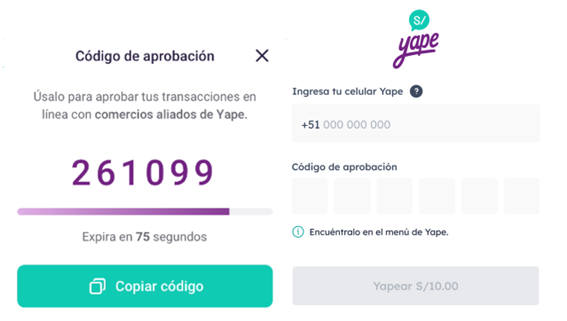 Código de aprobación
Úsalo para aprobar tus transacciones en
línea con comercios aliados de Yape.
261099
Expira en 75 segundos
Copiar código
S/
yape
Ingresa tu celular Yape ?
+51 000 000 000
Código de aprobación
Encuéntralo en el menú de Yape.
Yapear S/10.00